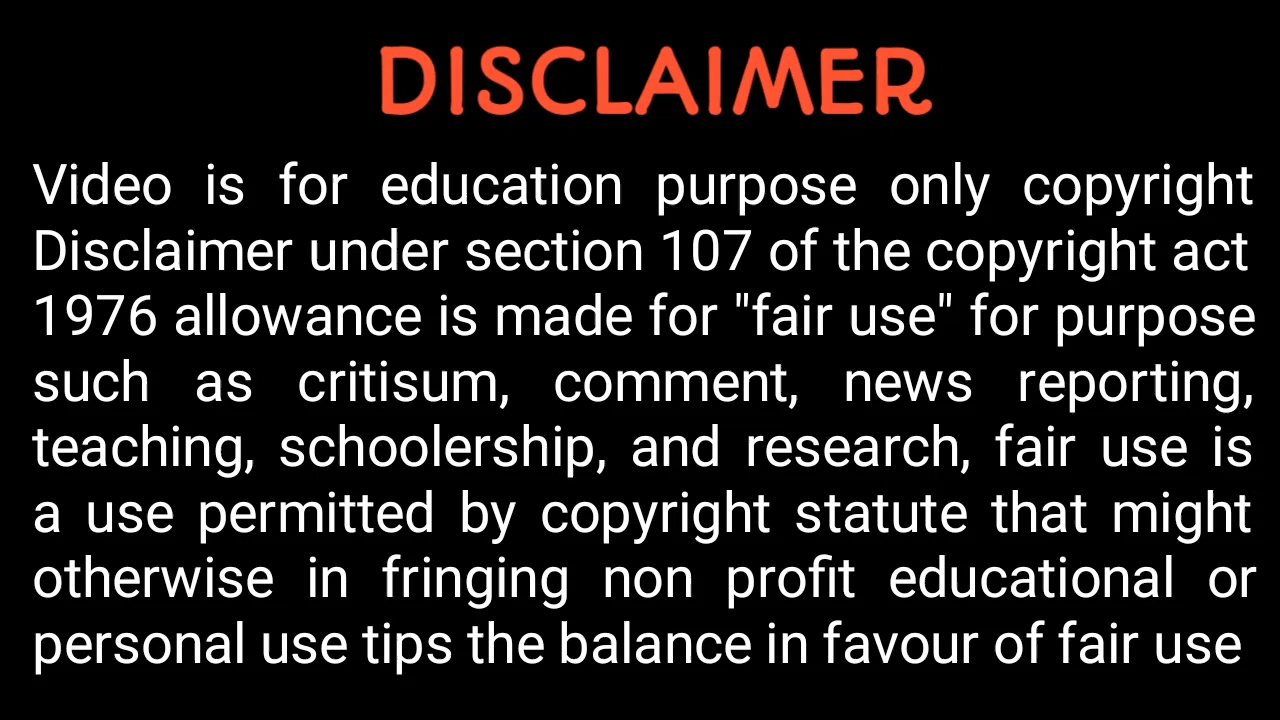 DISCLAIMER
Video is for education purpose only copyright
Disclaimer under section 107 of the copyright act
1976 allowance is made for "fair use" for purpose
such as critisum, comment, news reporting,
teaching, schoolership, and research, fair use is
a use permitted by copyright statute that might
otherwise in fringing non profit educational or
personal use tips the balance in favour of fair use